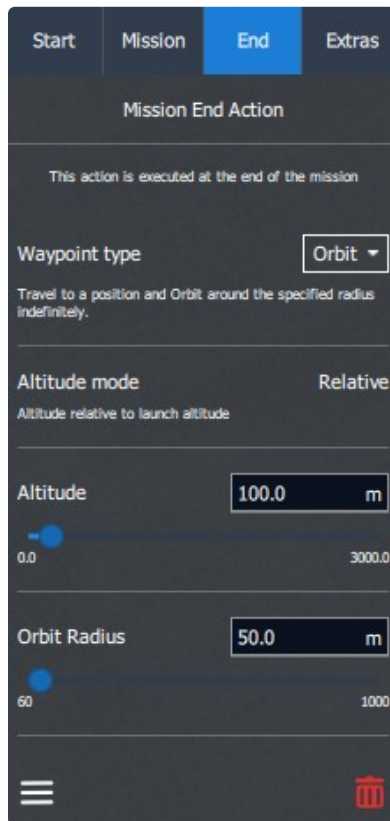 Start Mission End Extras
Mission End Action
This action is executed at the end of the mission
Waypoint type Orbit
Travel to a position and Orbit around the specified radius
indefinitely.
Altitude mode Relative
Altitude relative to launch altitude
Altitude 100.0 m
0.0 3000.0
Orbit Radius 50.0 m
60 1000